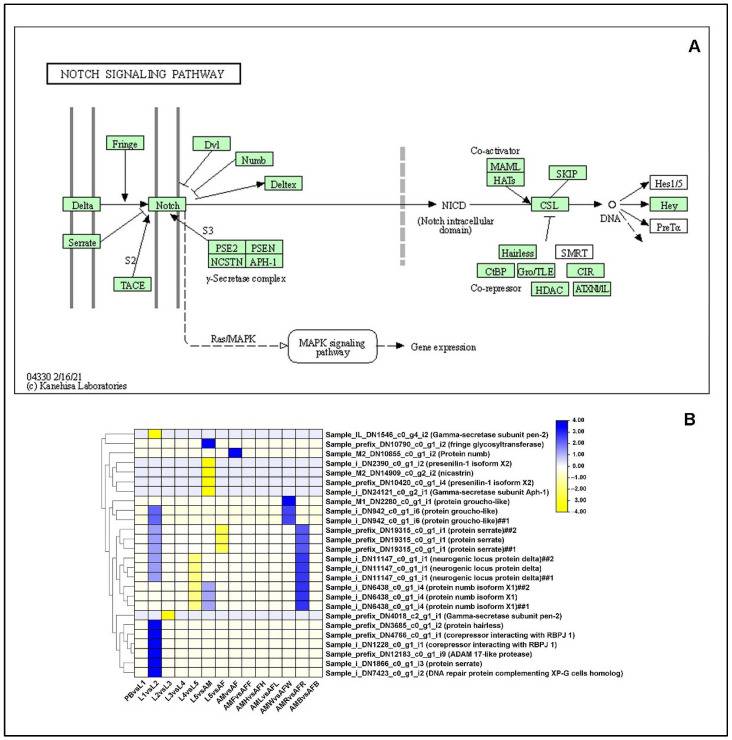 A
NOTCH SIGNALING PATHWAY
Fringe
Dvl
Numb
Deltex
Delta
Notch
Serrate
S2
S3
TACE
PSE2 PSEN
NCSTN APH-1
γ-Secretase complex
Co-activator
MAML
HATs
SKIP
NICD
(Notch intracellular
domain)
CSL
DNA
Hes1/5
Hey
PreTα
Hairless
SMRT
CtBP Gro/TLE CIR
Co-repressor
HDAC
Ras/MAPK
MAPK signaling
pathway
Gene expression
04330 2/16/21
(c) Kanehisa Laboratories
B
Sample_IL_DN1546_c0_g4_i2 (Gamma-secretase subunit pen-2)
Sample_prefix_DN10790_c0_g1_i2 (fringe glycosyltransferase)
Sample_M2_DN10855_c0_g1_i2 (Protein numb)
Sample_i_DN2390_c0_g1_i2 (presenilin-1 isoform X2)
Sample_M2_DN14909_c0_g2_i2 (nicastrin)
Sample_prefix_DN10420_c0_g1_i4 (presenilin-1 isoform X2)
Sample_i_DN24121_c0_g2_i1 (Gamma-secretase subunit Aph-1)
Sample_M1_DN2280_c0_g1_i1 (protein groucho-like)
Sample_i_DN942_c0_g1_i6 (protein groucho-like)
Sample_i_DN942_c0_g1_i6 (protein groucho-like)##1
Sample_prefix_DN19315_c0_g1_i1 (protein serrate)##2
Sample_prefix_DN19315_c0_g1_i1 (protein serrate)
Sample_prefix_DN19315_c0_g1_i1 (protein serrate)##1
Sample_i_DN11147_c0_g1_i1 (neurogenic locus protein delta)##2
Sample_i_DN11147_c0_g1_i1 (neurogenic locus protein delta)
Sample_i_DN11147_c0_g1_i1 (neurogenic locus protein delta)##1
Sample_i_DN6438_c0_g1_i4 (protein numb isoform X1)##2
Sample_i_DN6438_c0_g1_i4 (protein numb isoform X1)
Sample_i_DN6438_c0_g1_i4 (protein numb isoform X1)##1
Sample_prefix_DN4018_c2_g1_i1 (Gamma-secretase subunit pen-2)
Sample_i_DN3685_c0_g1_i2 (protein hairless)
Sample_prefix_DN4766_c0_g1_i1 (corepressor interacting with RBPJ 1)
Sample_i_DN1228_c0_g1_i1 (corepressor interacting with RBPJ 1)
Sample_prefix_DN12183_c0_g1_i9 (ADAM 17-like protease)
Sample_i_DN1866_c0_g1_i3 (protein serrate)
Sample_i_DN7423_c0_g1_i2 (DNA repair protein complementing XP-G cells homolog)
4.00
3.00
2.00
1.00
0.00
-1.00
-2.00
-3.00
-4.00
PBvsL1
L1vsL2
L2vsL3
L3vsL4
L4vsL5
L5vsAM
L5vsAF
AMvsAF
AMFvsAFF
AMHvsAFH
AMLvsAFL
AMWvsAFW
AMRvsAFR
AMBvsAFB